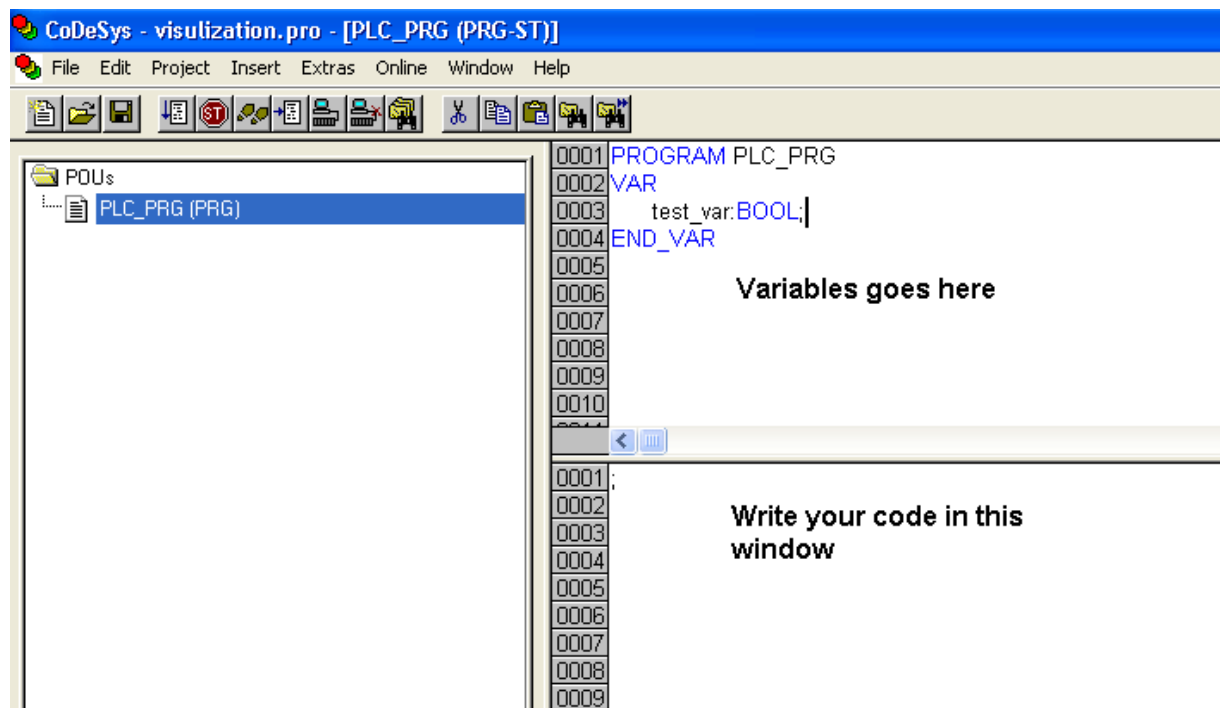 CoDeSys - visulization.pro - [PLC_PRG (PRG-ST)]
File Edit Project Insert Extras Online Window Help
ST
POUs
PLC_PRG (PRG)
0001 PROGRAM PLC_PRG
0002 VAR
0003 test_var:BOOL;
0004 END_VAR
0005
0006 Variables goes here
0007
0008
0009
0010
0001 ;
0002 Write your code in this
0003 window
0004
0005
0006
0007
0008
0009